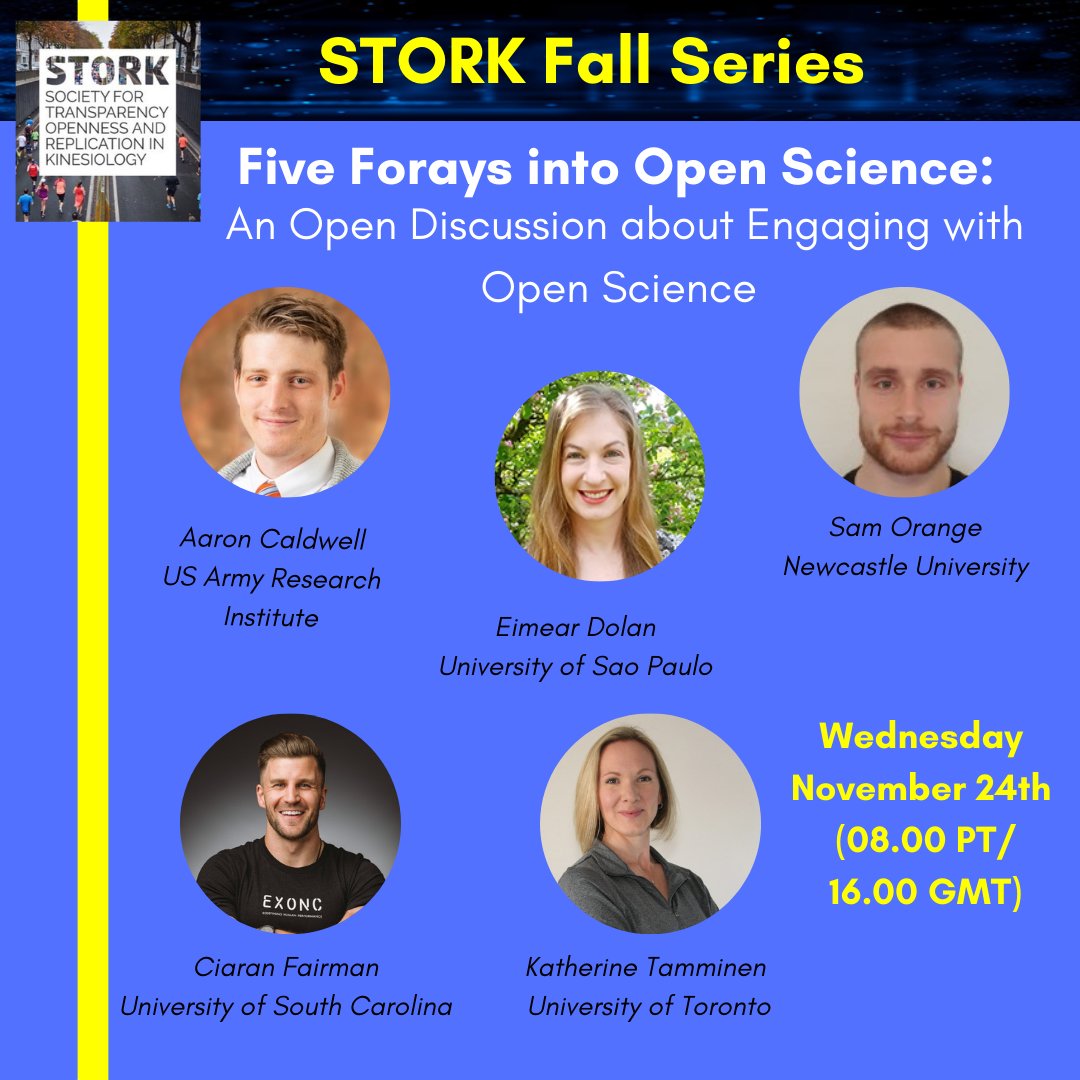 STORK
SOCIETY FOR
TRANSPARENCY
OPENNESS AND
REPLICATION IN
KINESIOLOGY
STORK Fall Series
Five Forays into Open Science:
An Open Discussion about Engaging with
Open Science
Aaron Caldwell
US Army Research
Institute
Eimear Dolan
University of Sao Paulo
Sam Orange
Newcastle University
EXONC
Ciaran Fairman
University of South Carolina
Katherine Tamminen
University of Toronto
Wednesday
November 24th
(08.00 PT/
16.00 GMT)